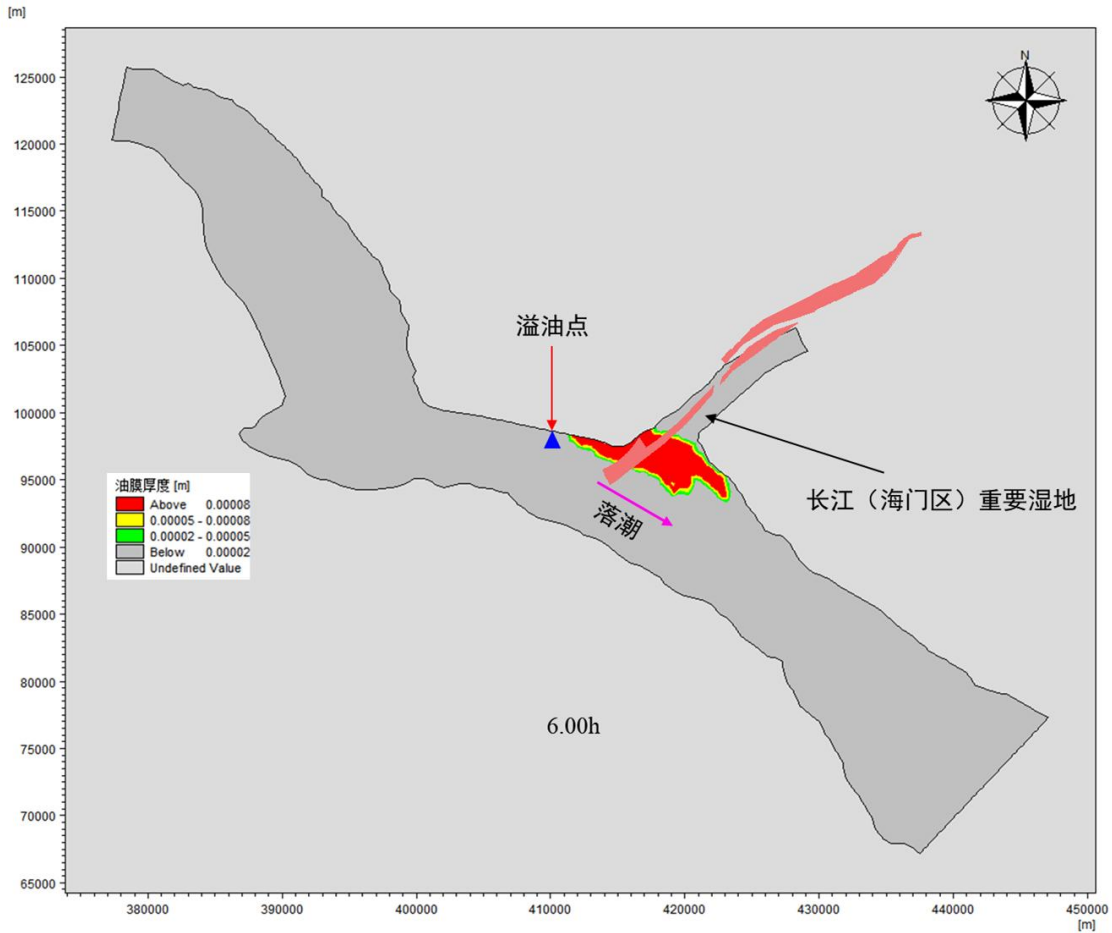 [m]
N
125000
120000
115000
110000
105000
100000
95000
90000
85000
80000
75000
70000
65000
溢油点
长江（海门区）重要湿地
落潮
油膜厚度 [m]
Above 0.00008
0.00005 - 0.00008
0.00002 - 0.00005
Below 0.00002
Undefined Value
6.00h
380000 390000 400000 410000 420000 430000 440000 450000
[m]